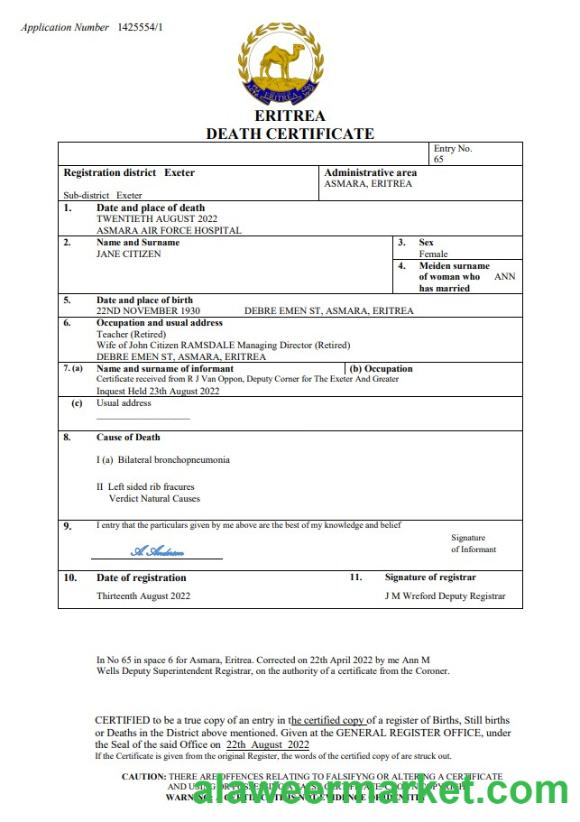 Application Number 1425554/1
ERITREA
ERITREA
DEATH CERTIFICATE
Entry No.
65
Registration district Exeter
Administrative area
ASMARA, ERITREA
Sub-district Exeter
1. Date and place of death
TWENTIETH AUGUST 2022
ASMARA AIR FORCE HOSPITAL
2. Name and Surname
JANE CITIZEN
3. Sex
Female
4. Meiden surname
of woman who ANN
has married
5. Date and place of birth
22ND NOVEMBER 1930 DEBRE EMEN ST, ASMARA, ERITREA
6. Occupation and usual address
Teacher (Retired)
Wife of John Citizen RAMSDALE Managing Director (Retired)
DEBRE EMEN ST, ASMARA, ERITREA
7. (a) Name and surname of informant (b) Occupation
Certificate received from R J Van Oppon, Deputy Corner for The Exeter And Greater
Inquest Held 23th August 2022
(c) Usual address
8. Cause of Death
I (a) Bilateral bronchopneumonia
II Left sided rib fracures
Verdict Natural Causes
9. I entry that the particulars given by me above are the best of my knowledge and belief
A. Anderson
Signature
of Informant
10. Date of registration
Thirteenth August 2022
11. Signature of registrar
J M Wreford Deputy Registrar
In No 65 in space 6 for Asmara, Eritrea. Corrected on 22th April 2022 by me Ann M
Wells Deputy Superintendent Registrar, on the authority of a certificate from the Coroner.
CERTIFIED to be a true copy of an entry in the certified copy of a register of Births, Still births
or Deaths in the District above mentioned. Given at the GENERAL REGISTER OFFICE, under
the Seal of the said Office on 22th August 2022
If the Certificate is given from the original Register, the words of the certified copy of are struck out.
CAUTION: THERE ARE OFFENCES RELATING TO FALSIFYNG OR ALTERING A CERTIFICATE
alaweermarket.com